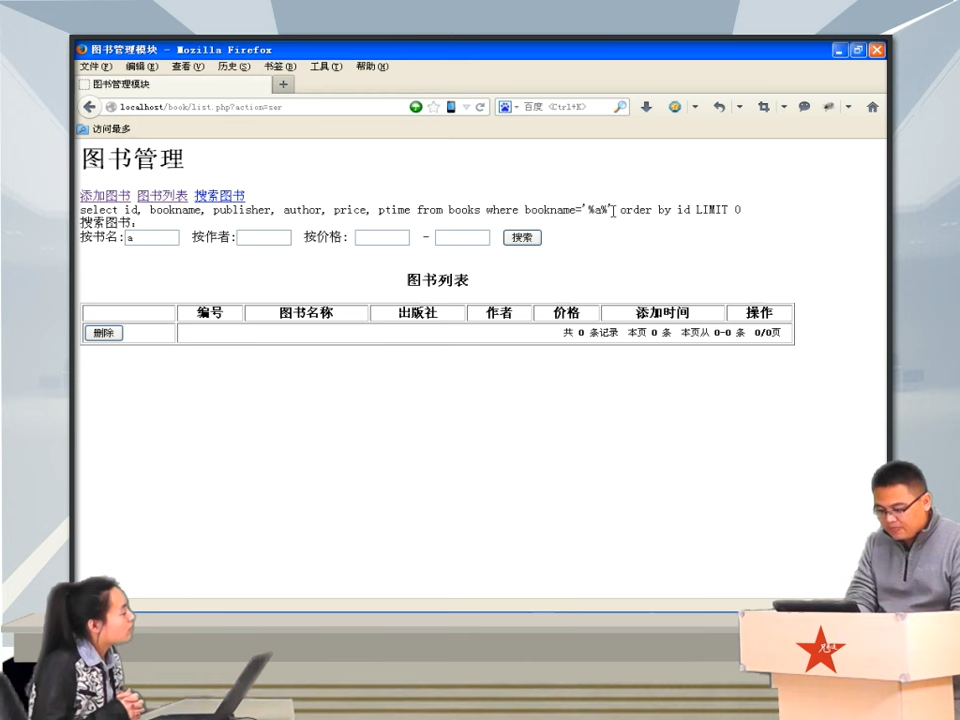 图书管理模块 - Mozilla Firefox
文件(F) 编辑(E) 查看(V) 历史(S) 书签(B) 工具(T) 帮助(H)
图书管理模块
localhost/book/list.php?action=ser 百度 <Ctrl+K>
访问最多
图书管理
添加图书 图书列表 搜索图书
select id, bookname, publisher, author, price, ptime from books where bookname='%a%' order by id LIMIT 0
搜索图书:
按书名:a 按作者: 按价格: - 搜索
图书列表
编号 图书名称 出版社 作者 价格 添加时间 操作
删除 共 0 条记录 本页 0 条 本页从 0-0 条 0/0页